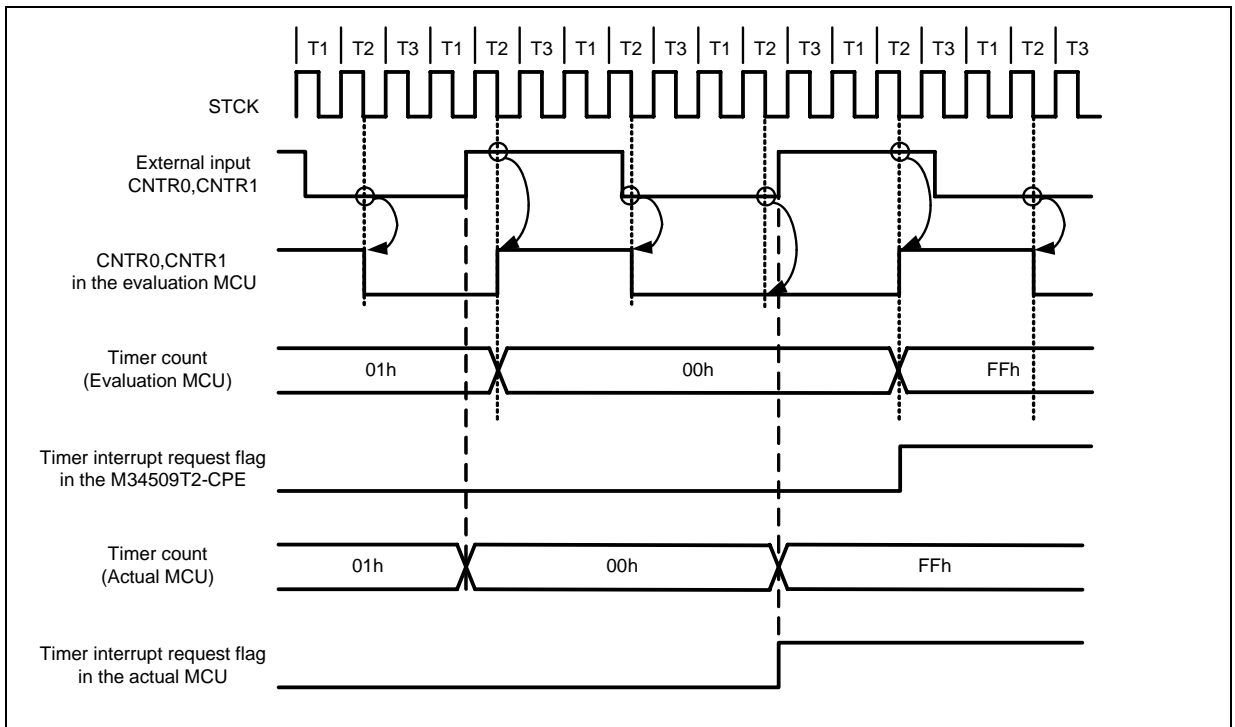 T1 T2 T3 T1 T2 T3 T1 T2 T3 T1 T2 T3 T1 T2 T3 T1 T2 T3
STCK
External input
CNTR0,CNTR1
CNTR0,CNTR1
in the evaluation MCU
Timer count
(Evaluation MCU)
01h 00h FFh
Timer interrupt request flag
in the M34509T2-CPE
Timer count
(Actual MCU)
01h 00h FFh
Timer interrupt request flag
in the actual MCU